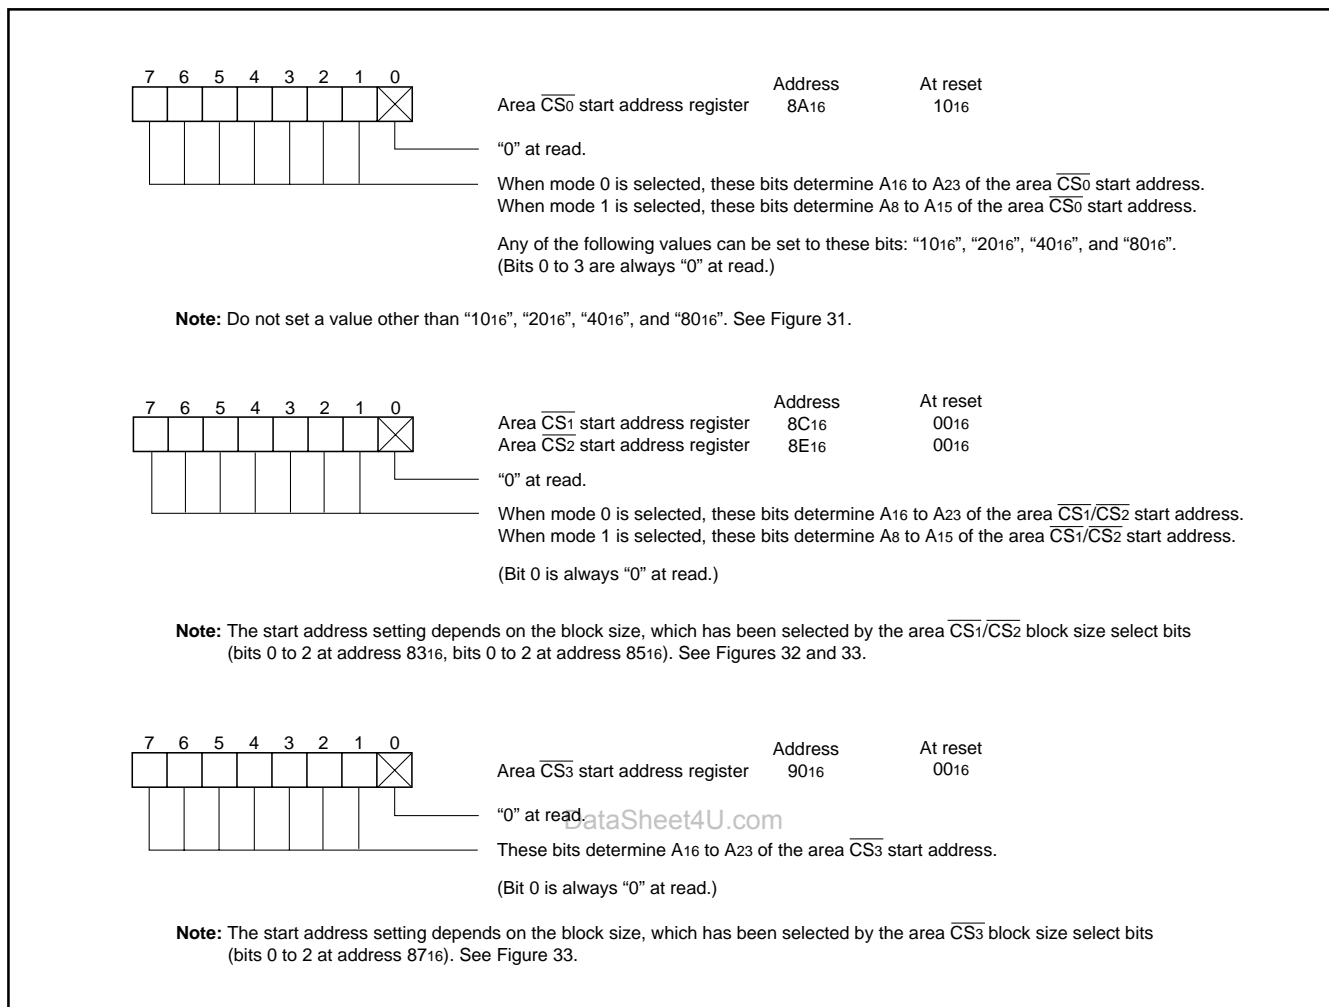 7 6 5 4 3 2 1 0
Address At reset
Area CS0 start address register 8A16 1016
“0” at read.
When mode 0 is selected, these bits determine A16 to A23 of the area CS0 start address.
When mode 1 is selected, these bits determine A8 to A15 of the area CS0 start address.
Any of the following values can be set to these bits: “1016”, “2016”, “4016”, and “8016”.
(Bits 0 to 3 are always “0” at read.)
Note: Do not set a value other than “1016”, “2016”, “4016”, and “8016”. See Figure 31.
7 6 5 4 3 2 1 0
Address At reset
Area CS1 start address register 8C16 0016
Area CS2 start address register 8E16 0016
“0” at read.
When mode 0 is selected, these bits determine A16 to A23 of the area CS1/CS2 start address.
When mode 1 is selected, these bits determine A8 to A15 of the area CS1/CS2 start address.
(Bit 0 is always “0” at read.)
Note: The start address setting depends on the block size, which has been selected by the area CS1/CS2 block size select bits
(bits 0 to 2 at address 8316, bits 0 to 2 at address 8516). See Figures 32 and 33.
7 6 5 4 3 2 1 0
Address At reset
Area CS3 start address register 9016 0016
“0” at read.
DataSheet4U.com
These bits determine A16 to A23 of the area CS3 start address.
(Bit 0 is always “0” at read.)
Note: The start address setting depends on the block size, which has been selected by the area CS3 block size select bits
(bits 0 to 2 at address 8716). See Figure 33.